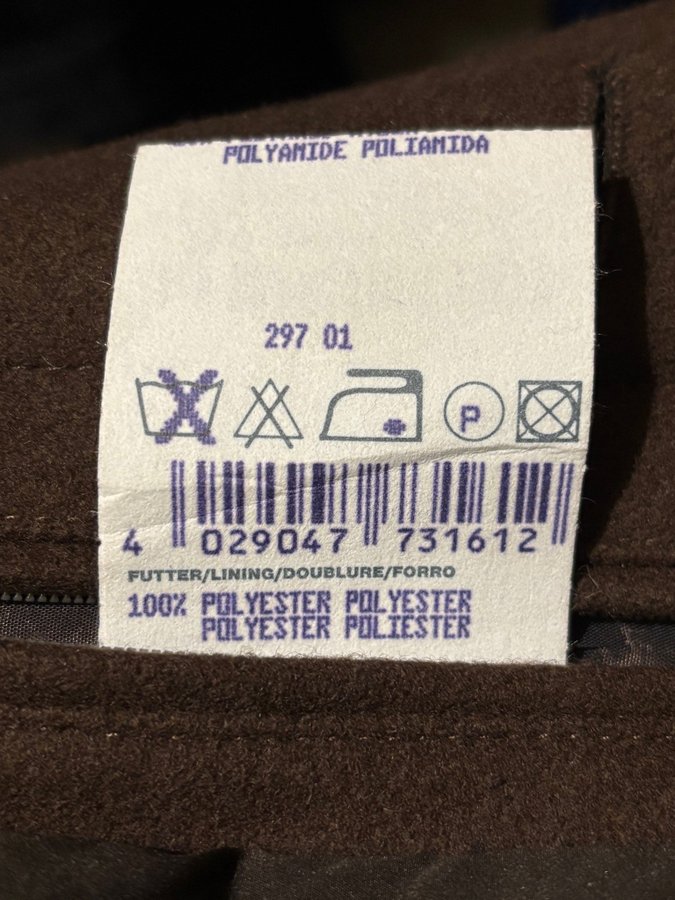 POLYAMIDE POLIAMIDA
297 01
P
4 029047 731612
FUTTER/LINING/DOUBLURE/FORRO
100% POLYESTER POLYESTER
POLYESTER POLIESTER